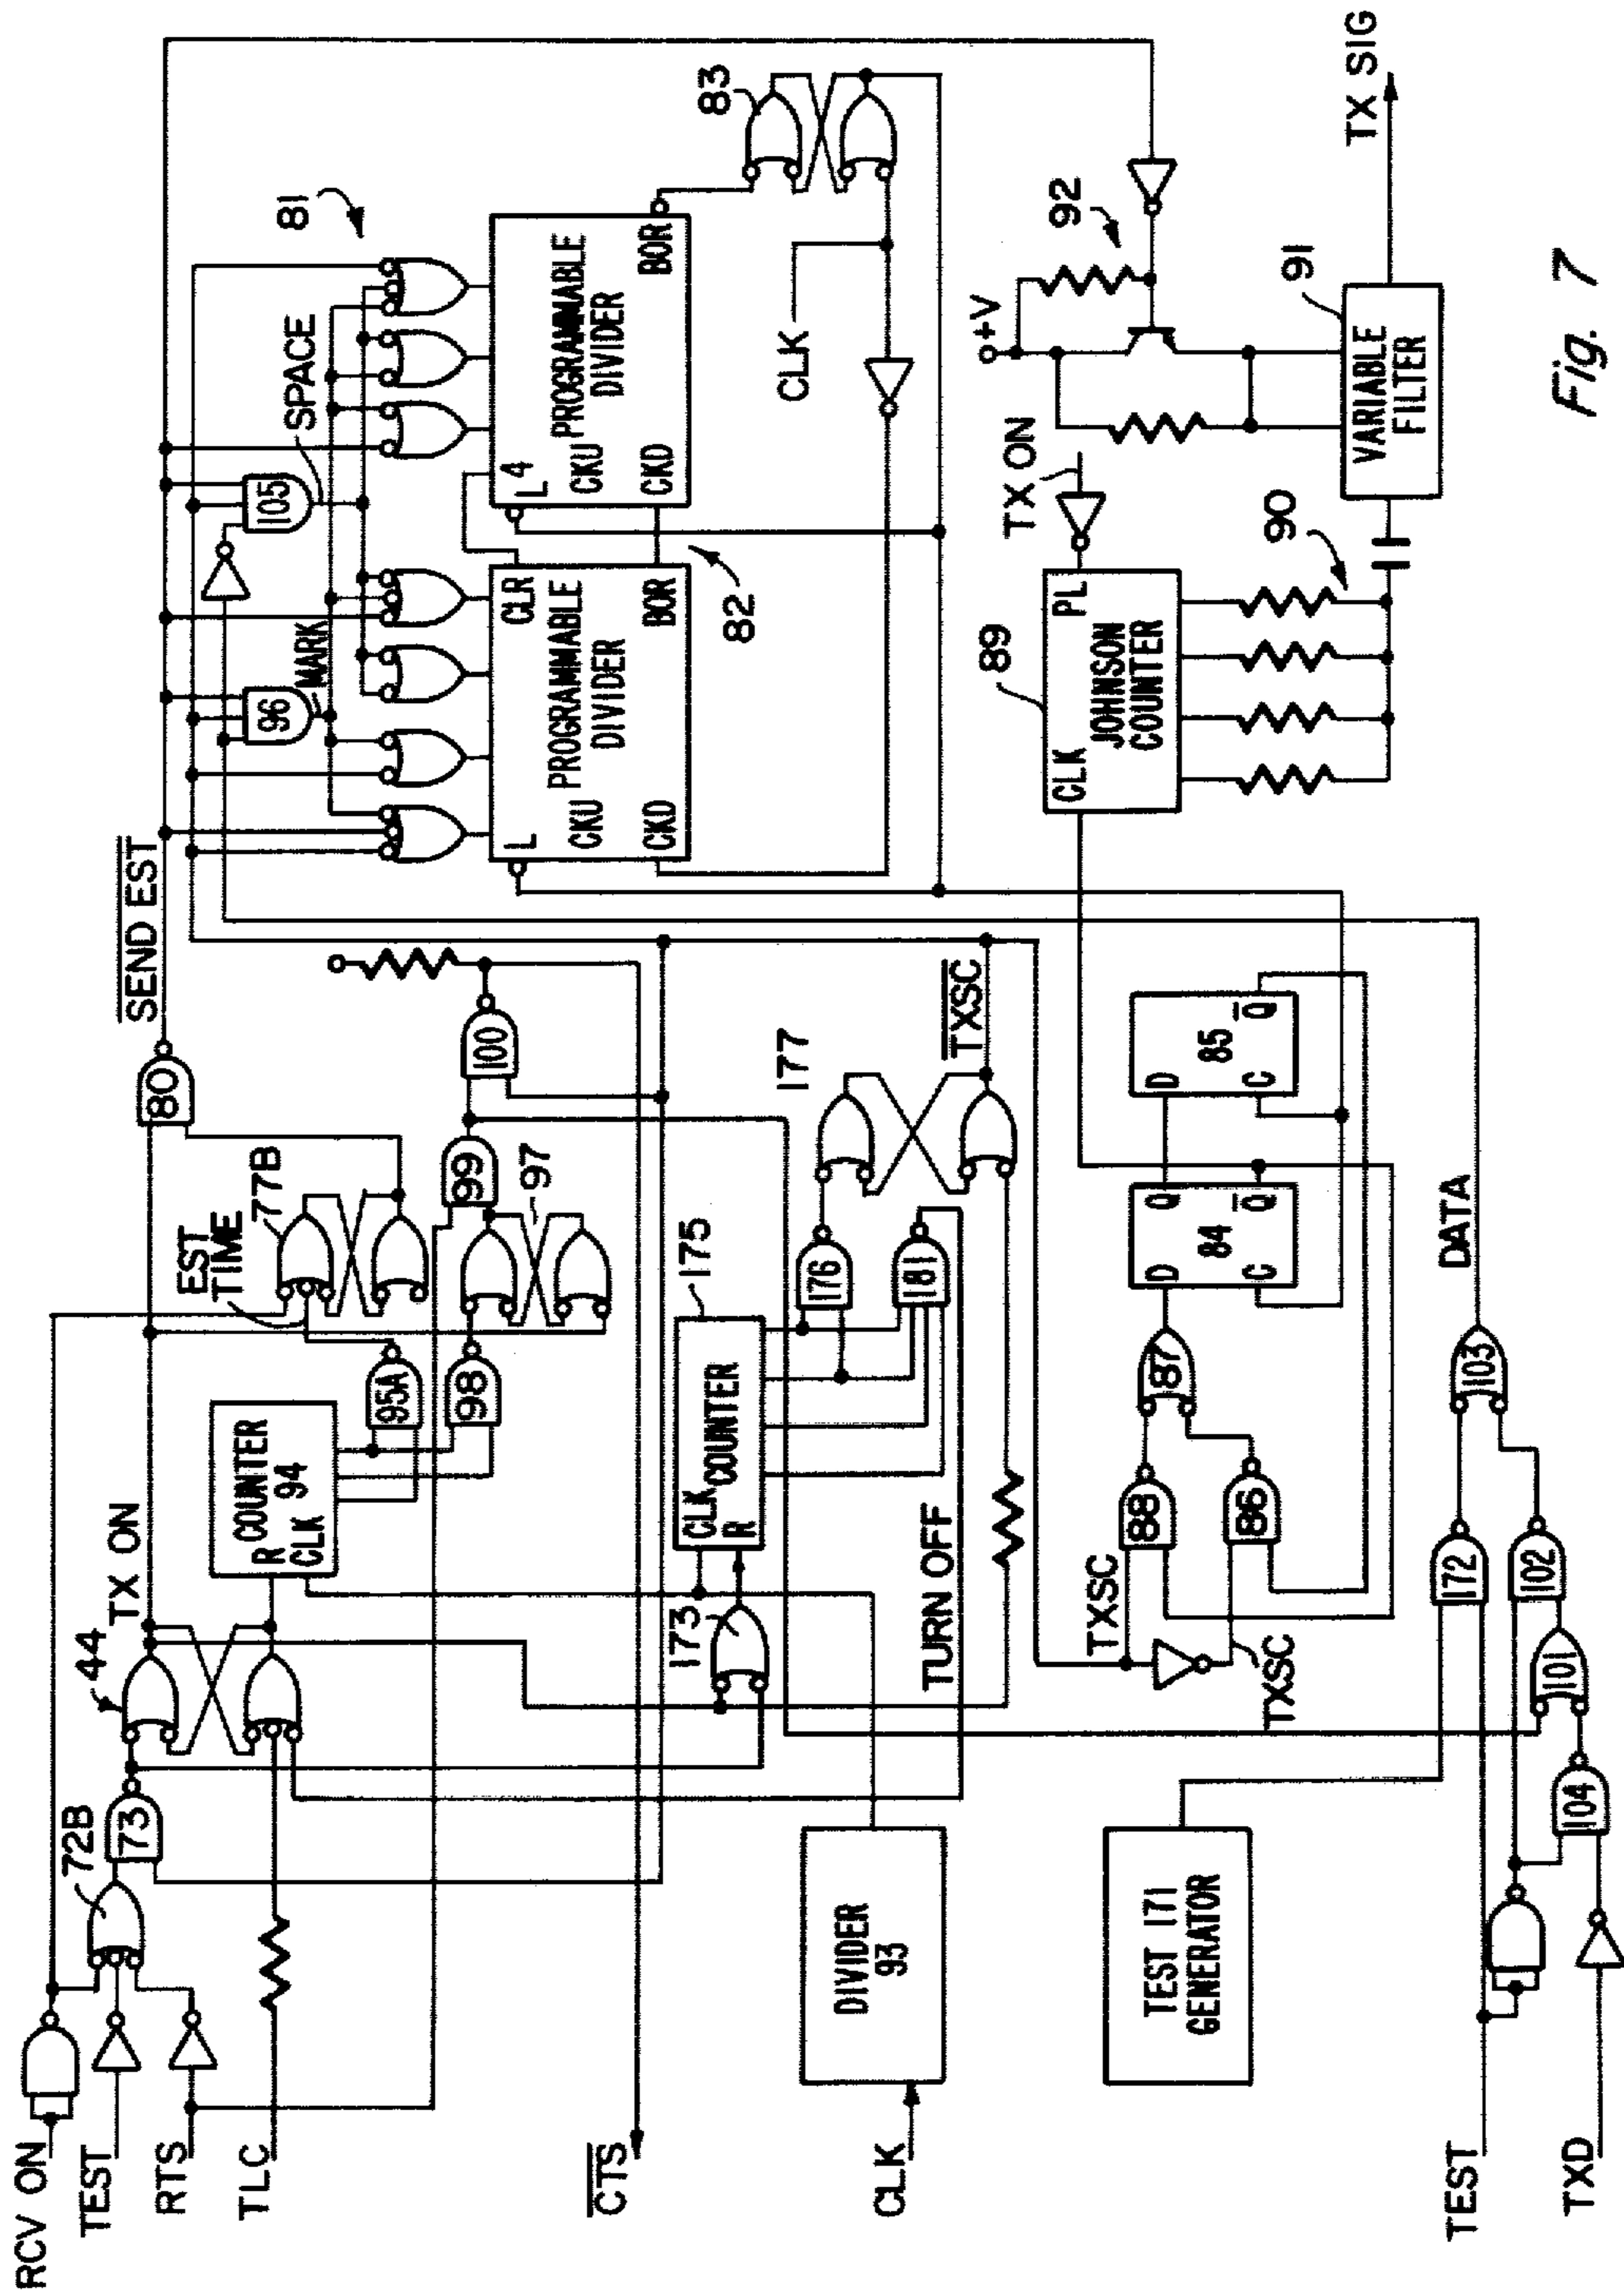 RCV ON
TEST
RTS
TLC
CTS
CLK
TEST
TXD
72B
73
44
TX ON
R
COUNTER
94
CLK
95A
98
EST
TIME
77B
80
SEND EST
99
97
100
173
CLK
R
COUNTER
175
176
181
177
TXSC
TURN OFF
DIVIDER
93
TEST 171
GENERATOR
TXSC
TXSC
88
86
87
D
Q
84
C
Q
D
85
C
Q
172
102
101
104
103
DATA
96
MARK
105
SPACE
81
L
CLR
PROGRAMMABLE
DIVIDER
CKU
CKD
BOR
82
L
4
PROGRAMMABLE
DIVIDER
CKU
CKD
BOR
83
CLK
89
CLK
PL
JOHNSON
COUNTER
TX ON
90
+V
92
VARIABLE
FILTER
91
TX SIG
Fig. 7